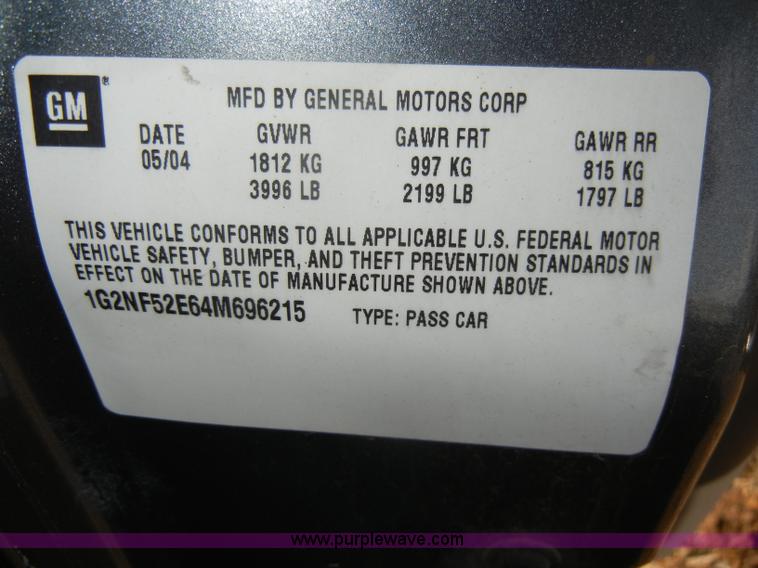 GM®
MFD BY GENERAL MOTORS CORP
DATE GVWR GAWR FRT GAWR RR
05/04 1812 KG 997 KG 815 KG
3996 LB 2199 LB 1797 LB
THIS VEHICLE CONFORMS TO ALL APPLICABLE U.S. FEDERAL MOTOR
VEHICLE SAFETY, BUMPER, AND THEFT PREVENTION STANDARDS IN
EFFECT ON THE DATE OF MANUFACTURE SHOWN ABOVE.
1G2NF52E64M696215 TYPE: PASS CAR
www.purplewave.com